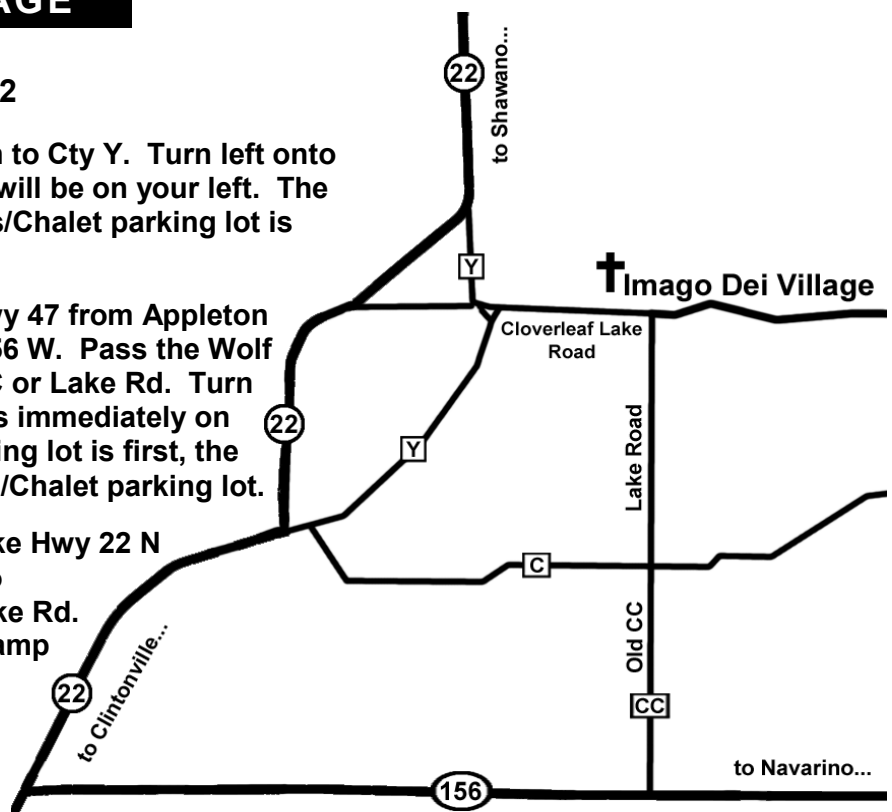 AGE
2
to Cty Y. Turn left onto
will be on your left. The
s/Chalet parking lot is
wy 47 from Appleton
56 W. Pass the Wolf
C or Lake Rd. Turn
s immediately on
ing lot is first, the
/Chalet parking lot.
ke Hwy 22 N
ke Rd.
amp
22
to Shawano...
Y
Imago Dei Village
Cloverleaf Lake
Road
22
Y
Lake Road
C
Old CC
CC
22
to Clintonville...
to Navarino...
156